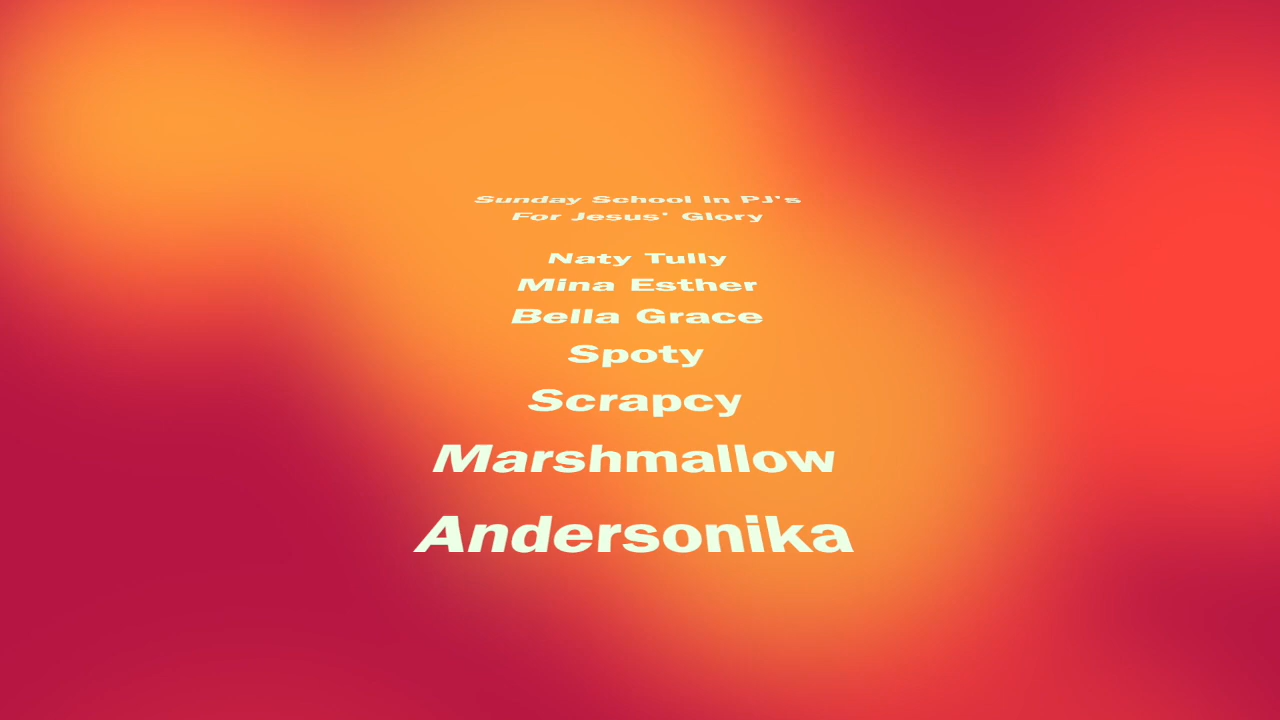 Sunday School In PJ's
For Jesus' Glory
Naty Tully
Mina Esther
Bella Grace
Spoty
Scrapcy
Marshmallow
Andersonika